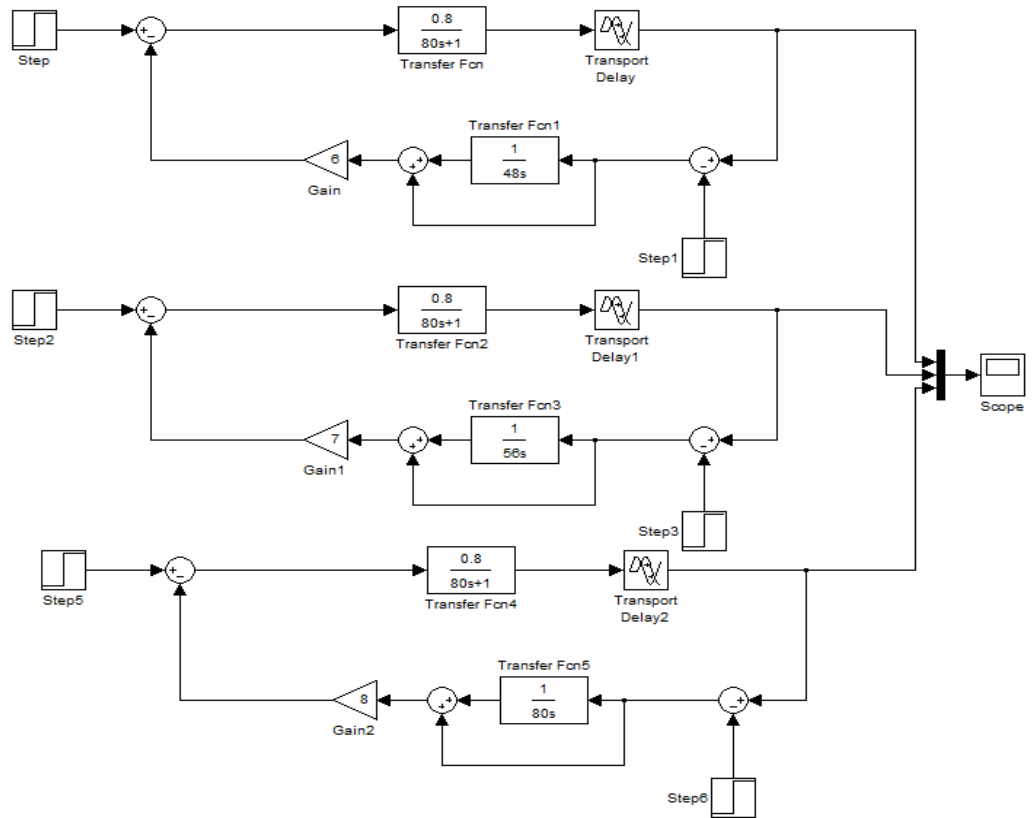 0.8
80s+1
Step
Transfer Fcn
Transport
Delay
Transfer Fcn1
6
1
48s
Gain
Step1
0.8
80s+1
Step2
Transfer Fcn2
Transport
Delay1
Scope
Transfer Fcn3
7
1
56s
Gain1
Step3
0.8
80s+1
Step5
Transfer Fcn4
Transport
Delay2
Transfer Fcn5
8
1
80s
Gain2
Step6